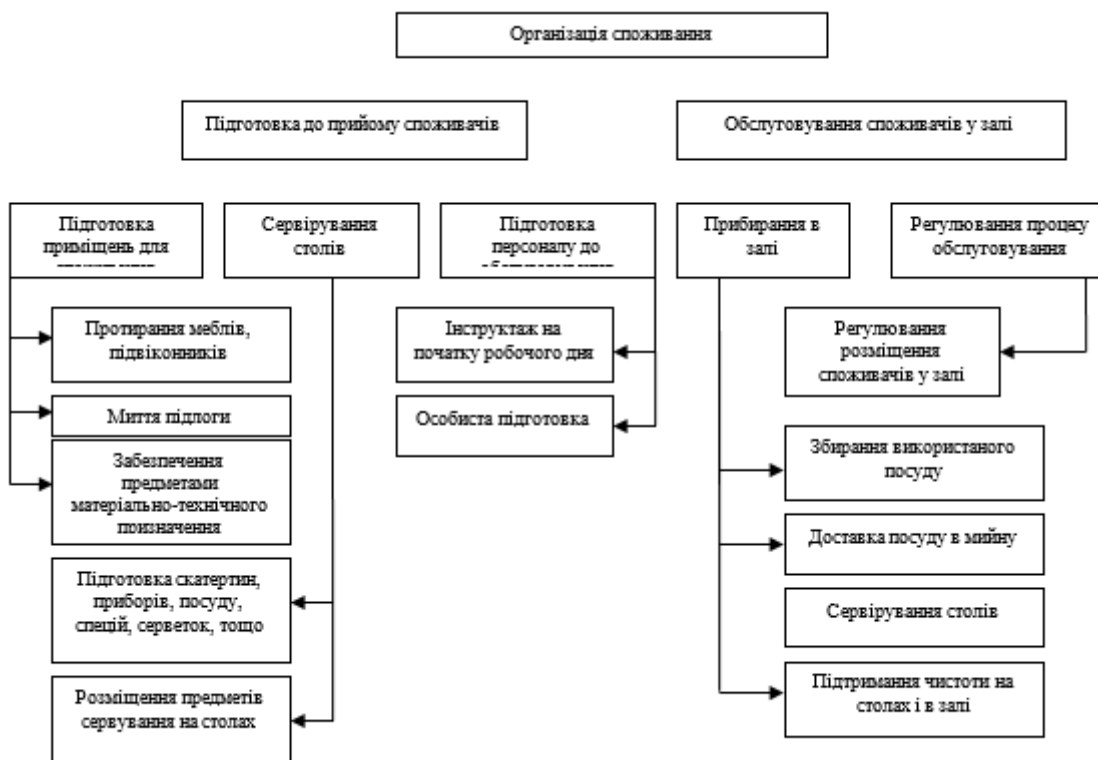 Організація споживання
Підготовка до прийому споживачів
Обслуговування споживачів у залі
Підготовка
приміщень для
Сервірування
столів
Підготовка
персоналу до
Прибирання в
залі
Регулювання процесу
обслуговування
Протирання меблів,
підвіконників
Миття підлоги
Забезпечення
предметами
матеріально-технічного
призначення
Підготовка скатертин,
приборів, посуду,
спецій, серветок, тощо
Розміщення предметів
сервування на столах
Інструктаж на
початку робочого дня
Особиста підготовка
Регулювання
розміщення
споживачів у залі
Збирання використаного
посуду
Доставка посуду в мийну
Сервірування столів
Підтримання чистоти на
столах і в залі